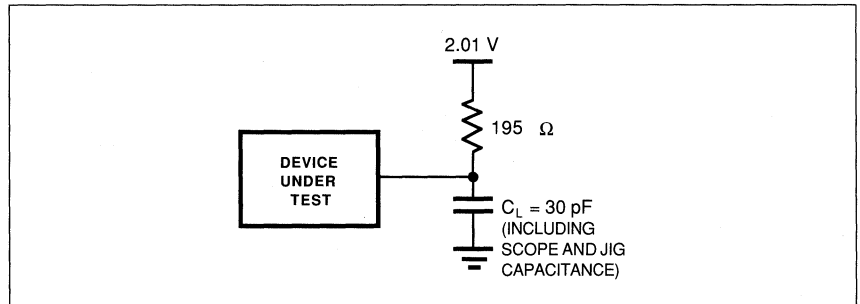 2.01 V
195 Ω
DEVICE
UNDER
TEST
C_L = 30 pF
(INCLUDING
SCOPE AND JIG
CAPACITANCE)